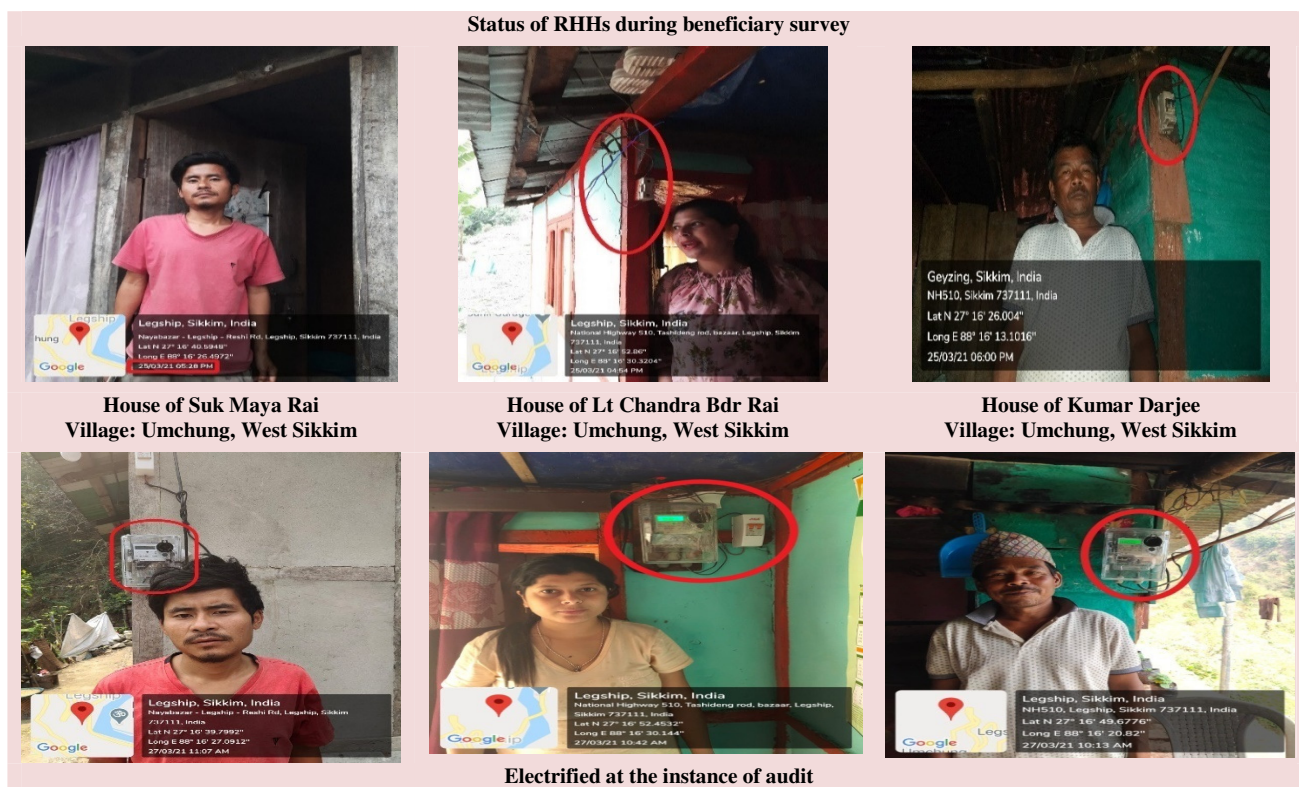 Status of RHHs during beneficiary survey
Legship
hung
Google
Legship, Sikkim, India
Nayabazar - Legship - Reshi Rd, Legship, Sikkim 737111, India
Lat N 27° 16' 40.5948"
Long E 88° 16' 26.4972"
25/03/21 05:28 PM
Google
Legship, Sikkim, India
National Highway 510, Tashideng rod, bazaar, Legship, Sikkim
737111, India
Lat N 27° 16' 52.86"
Long E 88° 16' 30.3204"
25/03/21 04:54 PM
Geyzing, Sikkim, India
NH510, Sikkim 737111, India
Lat N 27° 16' 26.004"
Long E 88° 16' 13.1016"
25/03/21 06:00 PM
House of Suk Maya Rai
Village: Umchung, West Sikkim
House of Lt Chandra Bdr Rai
Village: Umchung, West Sikkim
House of Kumar Darjee
Village: Umchung, West Sikkim
Google
Legship, Sikkim, India
Nayabazar - Legship - Reshi Rd, Legship, Sikkim
737111, India
Lat N 27° 16' 39.7992"
Long E 88° 16' 27.0912"
27/03/21 11:07 AM
Google
Legship, Sikkim, India
National Highway 510, Tashideng rod, bazaar, Legship,
Sikkim 737111, India
Lat N 27° 16' 52.4532"
Long E 88° 16' 30.144"
27/03/21 10:42 AM
Legs
Google
Legship, Sikkim, India
NH510, Legship, Sikkim 737111, India
Lat N 27° 16' 49.6776"
Long E 88° 16' 20.82"
27/03/21 10:13 AM
Electrified at the instance of audit